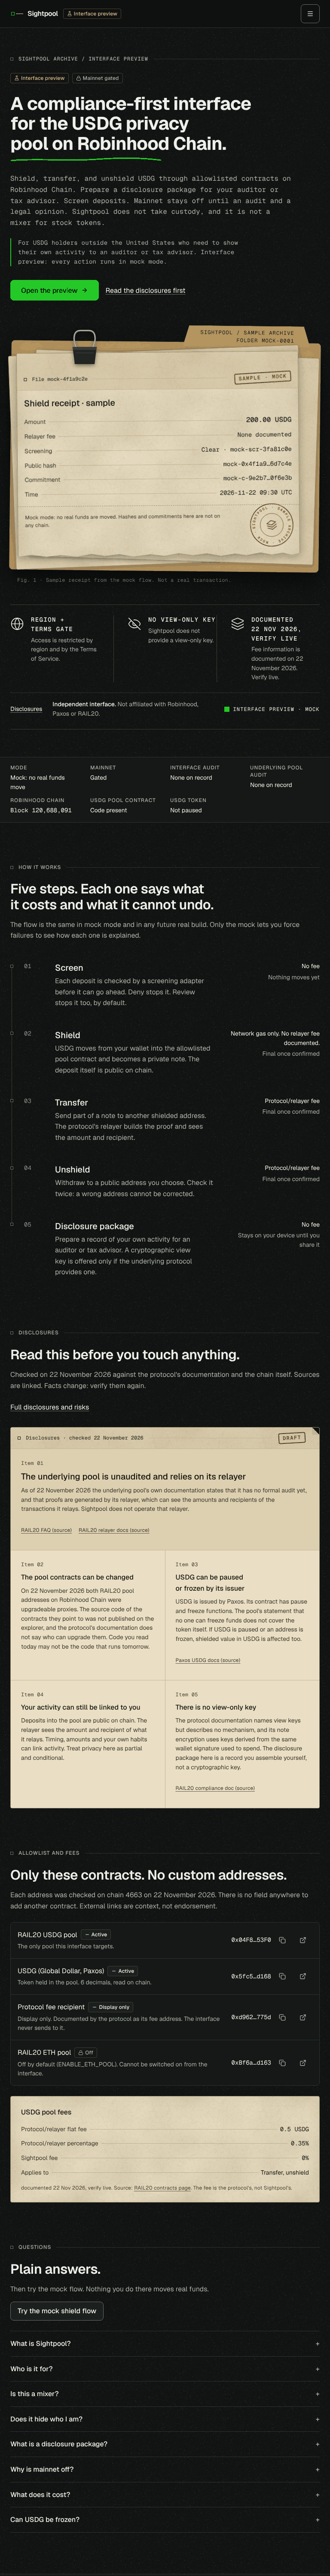 Sightpool Interface preview
SIGHTPOOL ARCHIVE / INTERFACE PREVIEW
Interface preview Mainnet gated
A compliance-first interface
for the USDG privacy
pool on Robinhood Chain.
Shield, transfer, and unshield USDG through allowlisted contracts on
Robinhood Chain. Prepare a disclosure package for your auditor or
tax advisor. Screen deposits. Mainnet stays off until an audit and a
legal opinion. Sightpool does not take custody, and it is not a
mixer for stock tokens.
For USDG holders outside the United States who need to show
their own activity to an auditor or tax advisor. Interface
preview: every action runs in mock mode.
Open the preview → Read the disclosures first
SIGHTPOOL / SAMPLE ARCHIVE
FOLDER MOCK-0001
File mock-4f1a9c2e SAMPLE · MOCK
Shield receipt · sample
Amount 200.00 USDG
Relayer fee None documented
Screening Clear · mock-scr-3fa81c0e
Public hash mock-0x4f1a9…6d7c4e
Commitment mock-c-9e2b7…0f6e3b
Time 2026-11-22 09:30 UTC
Mock mode: no real funds are moved. Hashes and commitments here are not on
any chain.
Fig. 1 · Sample receipt from the mock flow. Not a real transaction.
REGION +
TERMS GATE
Access is restricted by
region and by the Terms
of Service.
NO VIEW-ONLY KEY
Sightpool does not
provide a view-only key.
DOCUMENTED
22 NOV 2026,
VERIFY LIVE
Fee information is
documented on 22
November 2026.
Verify live.
Disclosures
Independent interface. Not affiliated with Robinhood,
Paxos or RAIL20.
INTERFACE PREVIEW · MOCK
MODE
Mock: no real funds
move
MAINNET
Gated
INTERFACE AUDIT
None on record
UNDERLYING POOL
AUDIT
None on record
ROBINHOOD CHAIN
Block 120,688,091
USDG POOL CONTRACT
Code present
USDG TOKEN
Not paused
HOW IT WORKS
Five steps. Each one says what
it costs and what it cannot undo.
The flow is the same in mock mode and in any future real build. Only the mock lets you force
failures to see how each one is explained.
01 Screen No fee
Each deposit is checked by a screening adapter
before it can go ahead. Deny stops it. Review
stops it too, by default.
Nothing moves yet
02 Shield
USDG moves from your wallet into the allowlisted
pool contract and becomes a private note. The
deposit itself is public on chain.
Network gas only. No relayer fee
documented.
Final once confirmed
03 Transfer Protocol/relayer fee
Send part of a note to another shielded address.
The protocol's relayer builds the proof and sees
the amount and recipient.
Final once confirmed
04 Unshield Protocol/relayer fee
Withdraw to a public address you choose. Check it
twice: a wrong address cannot be corrected.
Final once confirmed
05 Disclosure package No fee
Prepare a record of your own activity for an
auditor or tax advisor. A cryptographic view
key is offered only if the underlying protocol
provides one.
Stays on your device until you
share it
DISCLOSURES
Read this before you touch anything.
Checked on 22 November 2026 against the protocol's documentation and the chain itself. Sources
are linked. Facts change: verify them again.
Full disclosures and risks
Disclosures · checked 22 November 2026 DRAFT
Item 01
The underlying pool is unaudited and relies on its relayer
As of 22 November 2026 the underlying pool's own documentation states that it has no formal audit yet,
and that proofs are generated by its relayer, which can see the amounts and recipients of the
transactions it relays. Sightpool does not operate that relayer.
RAIL20 FAQ (source) RAIL20 relayer docs (source)
Item 02
The pool contracts can be changed
On 22 November 2026 both RAIL20 pool
addresses on Robinhood Chain were
upgradeable proxies. The source code of the
contracts they point to was not published on the
explorer, and the protocol's documentation does
not say who can upgrade them. Code you read
today may not be the code that runs tomorrow.
Item 03
USDG can be paused
or frozen by its issuer
USDG is issued by Paxos. Its contract has pause
and freeze functions. The pool's statement that
no one can freeze funds does not cover the
token itself. If USDG is paused or an address is
frozen, shielded value in USDG is affected too.
Paxos USDG docs (source)
Item 04
Your activity can still be linked to you
Deposits into the pool are public on chain. The
relayer sees the amount and recipient of what
it relays. Timing, amounts and your own habits
can link activity. Treat privacy here as partial
and conditional.
Item 05
There is no view-only key
The protocol documentation names view keys
but describes no mechanism, and its note
encryption uses keys derived from the same
wallet signature used to spend. The disclosure
package here is a record you assemble yourself,
not a cryptographic key.
RAIL20 compliance doc (source)
ALLOWLIST AND FEES
Only these contracts. No custom addresses.
Each address was checked on chain 4663 on 22 November 2026. There is no field anywhere to
add another contract. External links are context, not endorsement.
RAIL20 USDG pool Active
The only pool this interface targets.
0x04F8…53F0
USDG (Global Dollar, Paxos) Active
Token held in the pool. 6 decimals, read on chain.
0x5fc5…d168
Protocol fee recipient Display only
Display only. Documented by the protocol as its fee address. The interface
never sends to it.
0xd962…775d
RAIL20 ETH pool Off
Off by default (ENABLE_ETH_POOL). Cannot be switched on from the
interface.
0xBf6a…d163
USDG pool fees
Protocol/relayer flat fee 0.5 USDG
Protocol/relayer percentage 0.35%
Sightpool fee 0%
Applies to Transfer, unshield
documented 22 Nov 2026, verify live. Source: RAIL20 contracts page. The fee is the protocol's, not Sightpool's.
QUESTIONS
Plain answers.
Then try the mock flow. Nothing you do there moves real funds.
Try the mock shield flow
What is Sightpool? +
Who is it for? +
Is this a mixer? +
Does it hide who I am? +
What is a disclosure package? +
Why is mainnet off? +
What does it cost? +
Can USDG be frozen? +